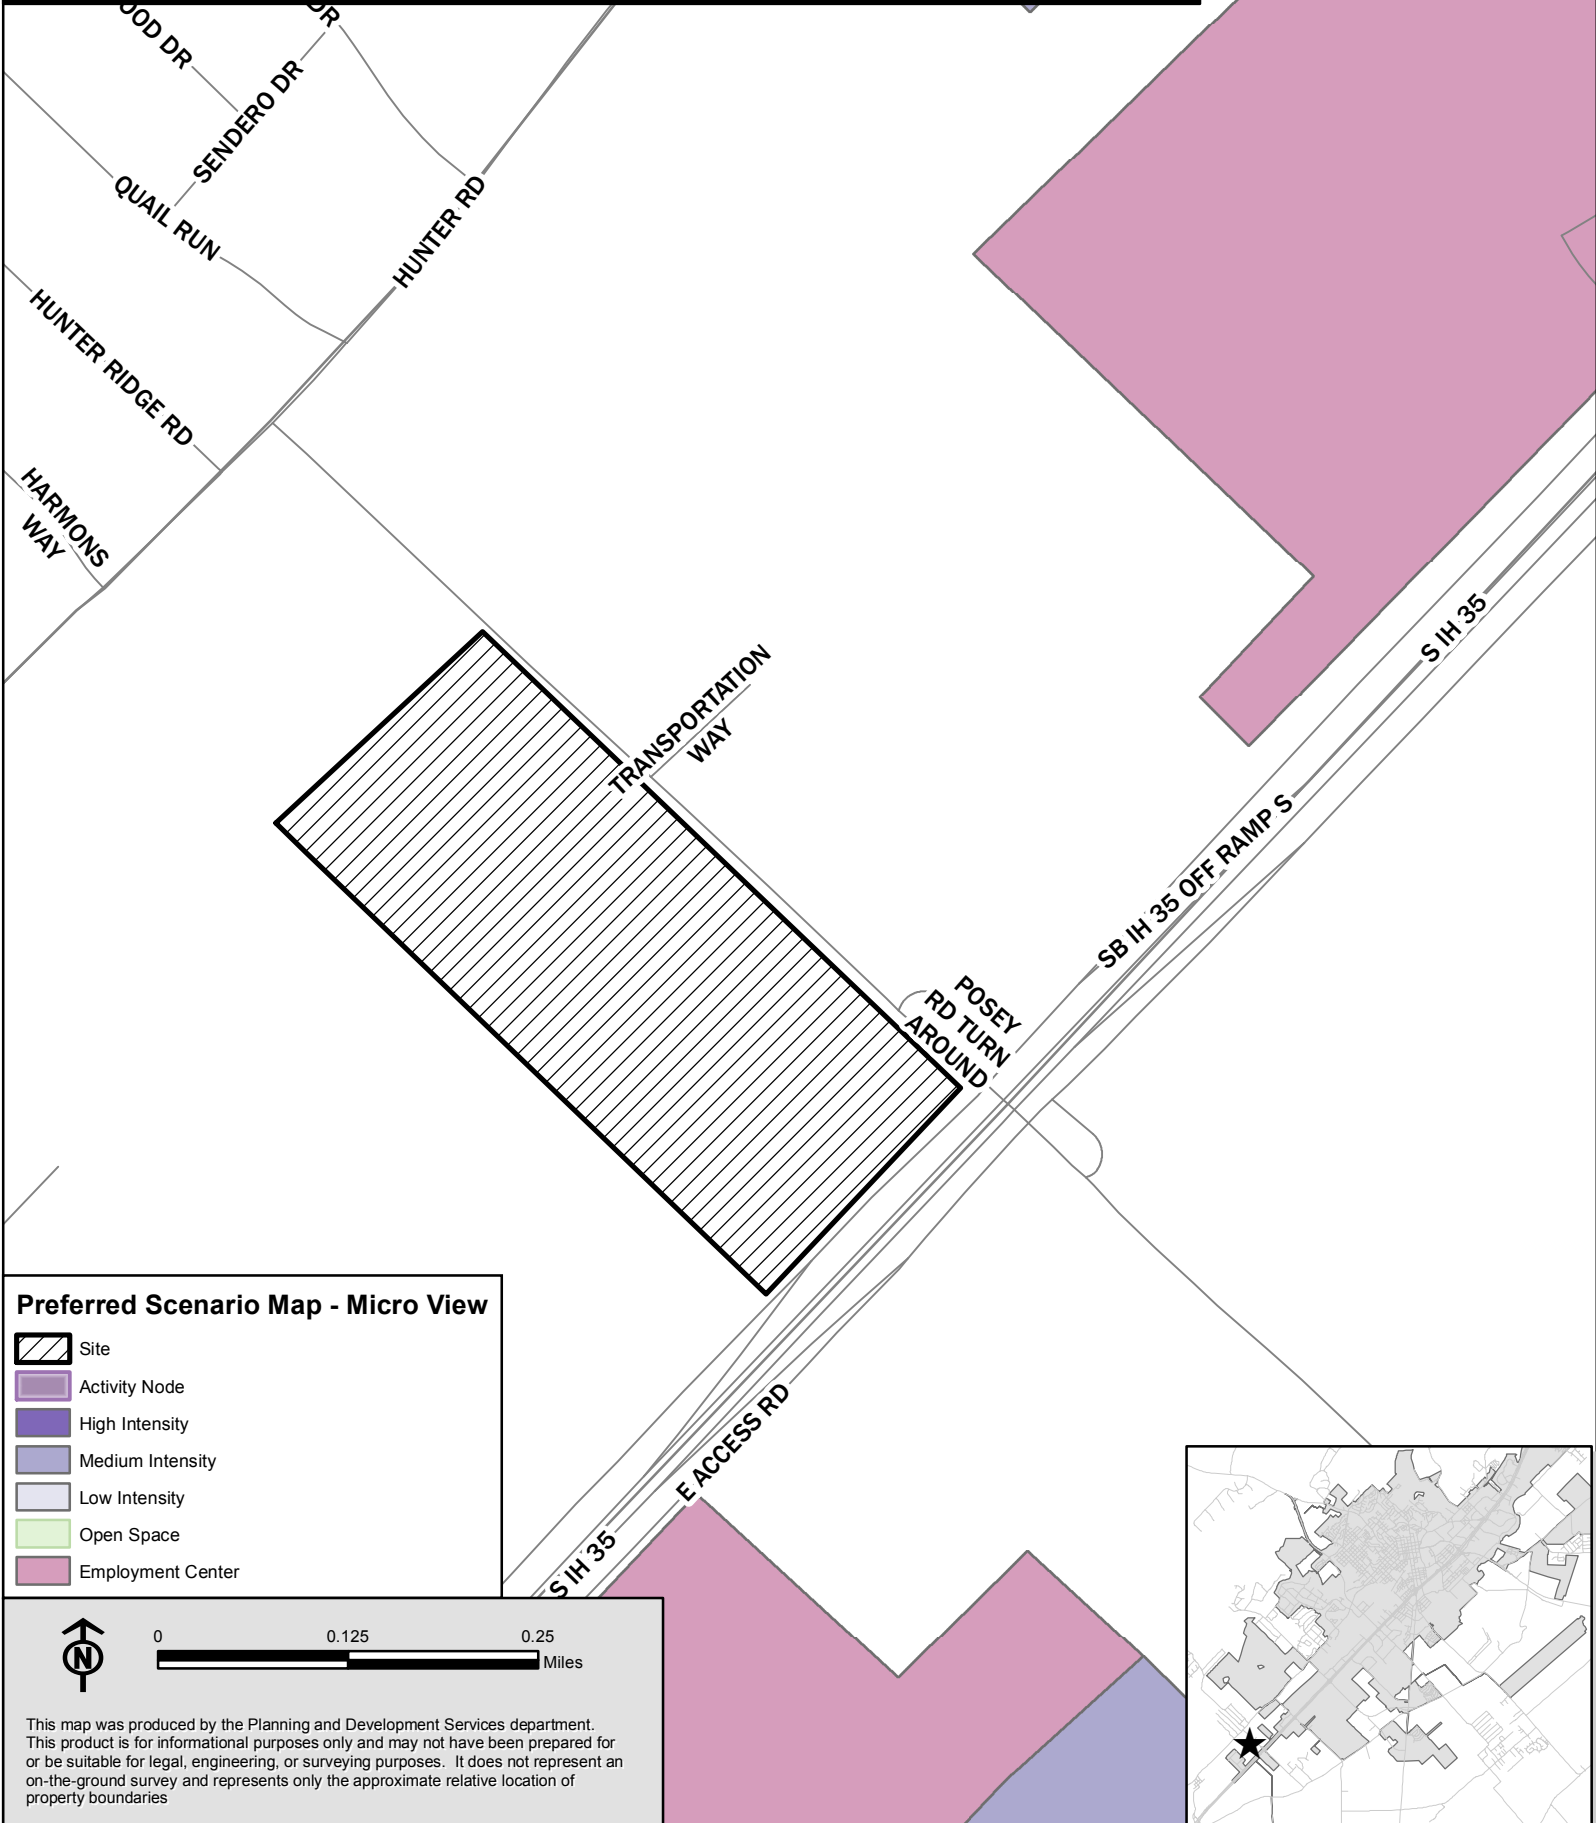 OOD DR
DR
SENDERO DR
QUAIL RUN
HUNTER RD
HUNTER RIDGE RD
HARMONS
WAY
TRANSPORTATION
WAY
S IH 35
SB IH 35 OFF RAMP S
POSEY
RD TURN
AROUND
E ACCESS RD
S IH 35
Preferred Scenario Map - Micro View
Site
Activity Node
High Intensity
Medium Intensity
Low Intensity
Open Space
Employment Center
N
0 0.125 0.25
Miles
This map was produced by the Planning and Development Services department.
This product is for informational purposes only and may not have been prepared for
or be suitable for legal, engineering, or surveying purposes. It does not represent an
on-the-ground survey and represents only the approximate relative location of
property boundaries